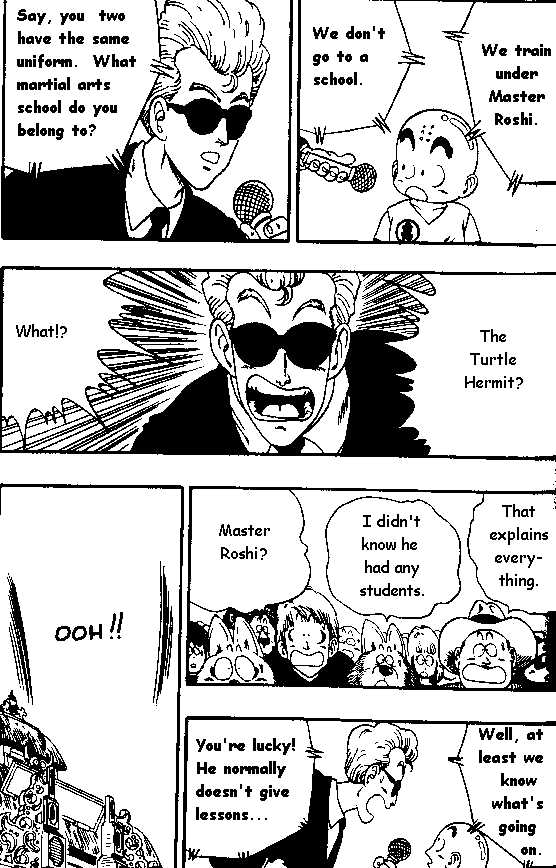 Say, you two
have the same
uniform. What
martial arts
school do you
belong to?
We don't
go to a
school.
We train
under
Master
Roshi.
What!?
The
Turtle
Hermit?
OOH!!
Master
Roshi?
I didn't
know he
had any
students.
That
explains
every-
thing.
You're lucky!
He normally
doesn't give
lessons...
Well, at
least we
know
what's
going
on.